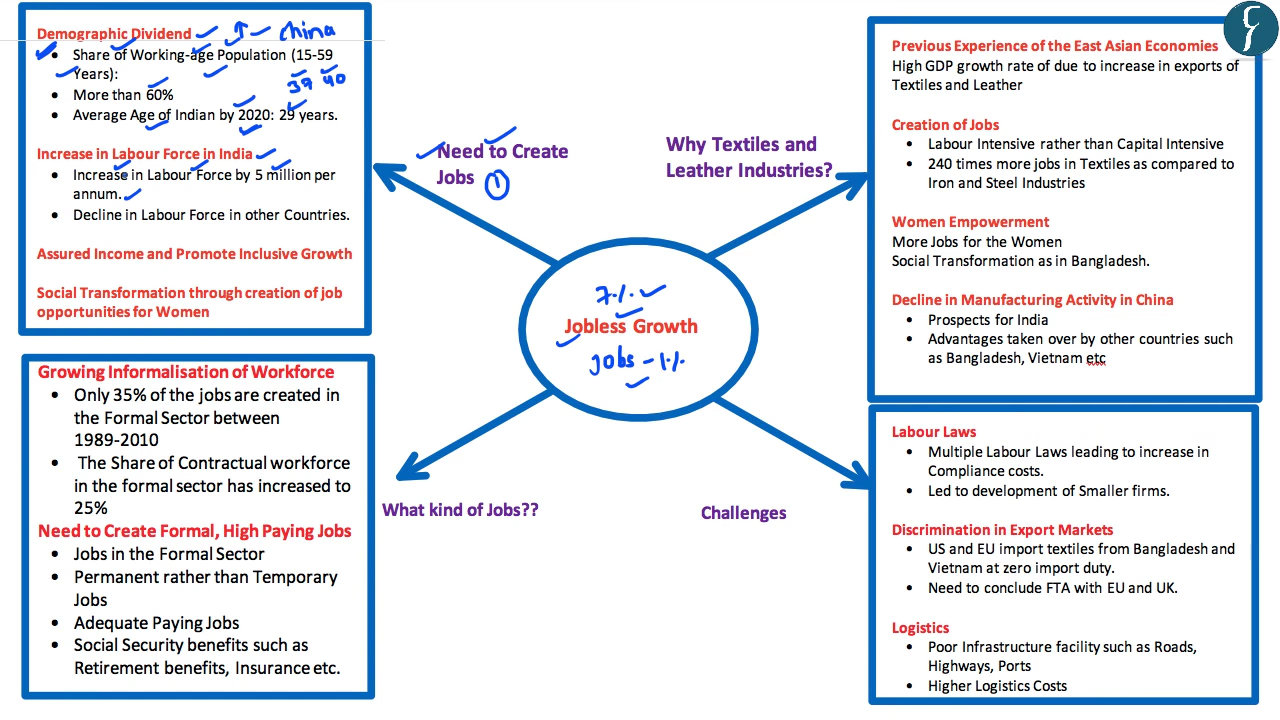 Demographic Dividend ↑ China
• Share of Working-age Population (15-59
Years):
37 40
• More than 60%
• Average Age of Indian by 2020: 29 years.
Increase in Labour Force in India
• Increase in Labour Force by 5 million per
annum.
• Decline in Labour Force in other Countries.
Assured Income and Promote Inclusive Growth
Social Transformation through creation of job
opportunities for Women
Need to Create
Jobs 1
Why Textiles and
Leather Industries?
Previous Experience of the East Asian Economies
High GDP growth rate of due to increase in exports of
Textiles and Leather
Creation of Jobs
• Labour Intensive rather than Capital Intensive
• 240 times more jobs in Textiles as compared to
Iron and Steel Industries
Women Empowerment
More Jobs for the Women
Social Transformation as in Bangladesh.
Decline in Manufacturing Activity in China
• Prospects for India
• Advantages taken over by other countries such
as Bangladesh, Vietnam etc
7%
Jobless Growth
Jobs - 1%
Growing Informalisation of Workforce
• Only 35% of the jobs are created in
the Formal Sector between
1989-2010
• The Share of Contractual workforce
in the formal sector has increased to
25%
Need to Create Formal, High Paying Jobs
• Jobs in the Formal Sector
• Permanent rather than Temporary
Jobs
• Adequate Paying Jobs
• Social Security benefits such as
Retirement benefits, Insurance etc.
What kind of Jobs??
Challenges
Labour Laws
• Multiple Labour Laws leading to increase in
Compliance costs.
• Led to development of Smaller firms.
Discrimination in Export Markets
• US and EU import textiles from Bangladesh and
Vietnam at zero import duty.
• Need to conclude FTA with EU and UK.
Logistics
• Poor Infrastructure facility such as Roads,
Highways, Ports
• Higher Logistics Costs